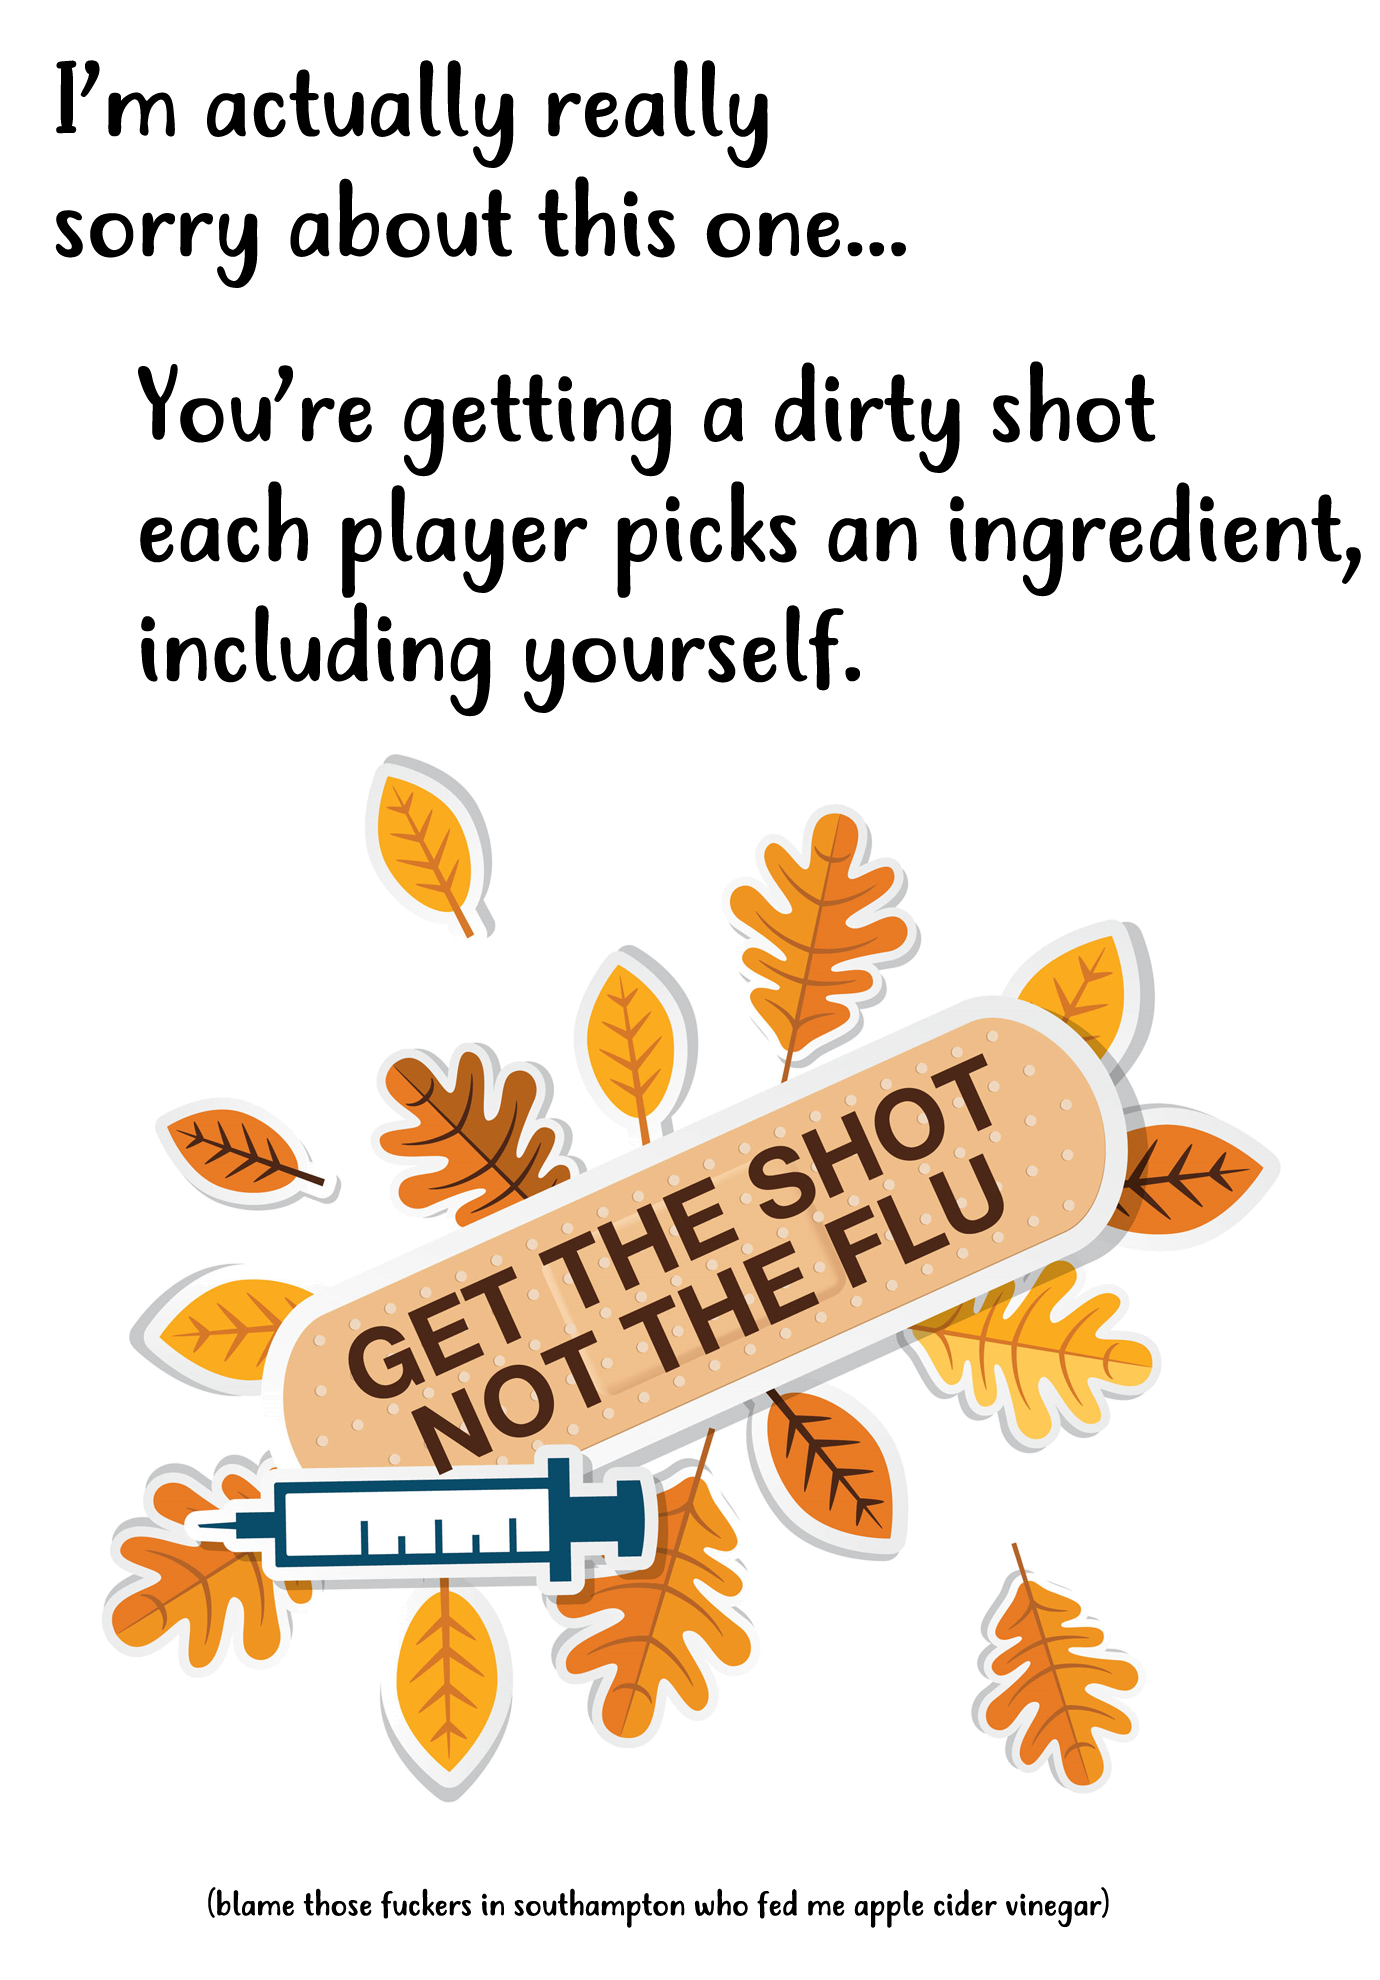 I'm actually really
sorry about this one...
You're getting a dirty shot
each player picks an ingredient,
including yourself.
GET THE SHOT
NOT THE FLU
(blame those fuckers in southampton who fed me apple cider vinegar)